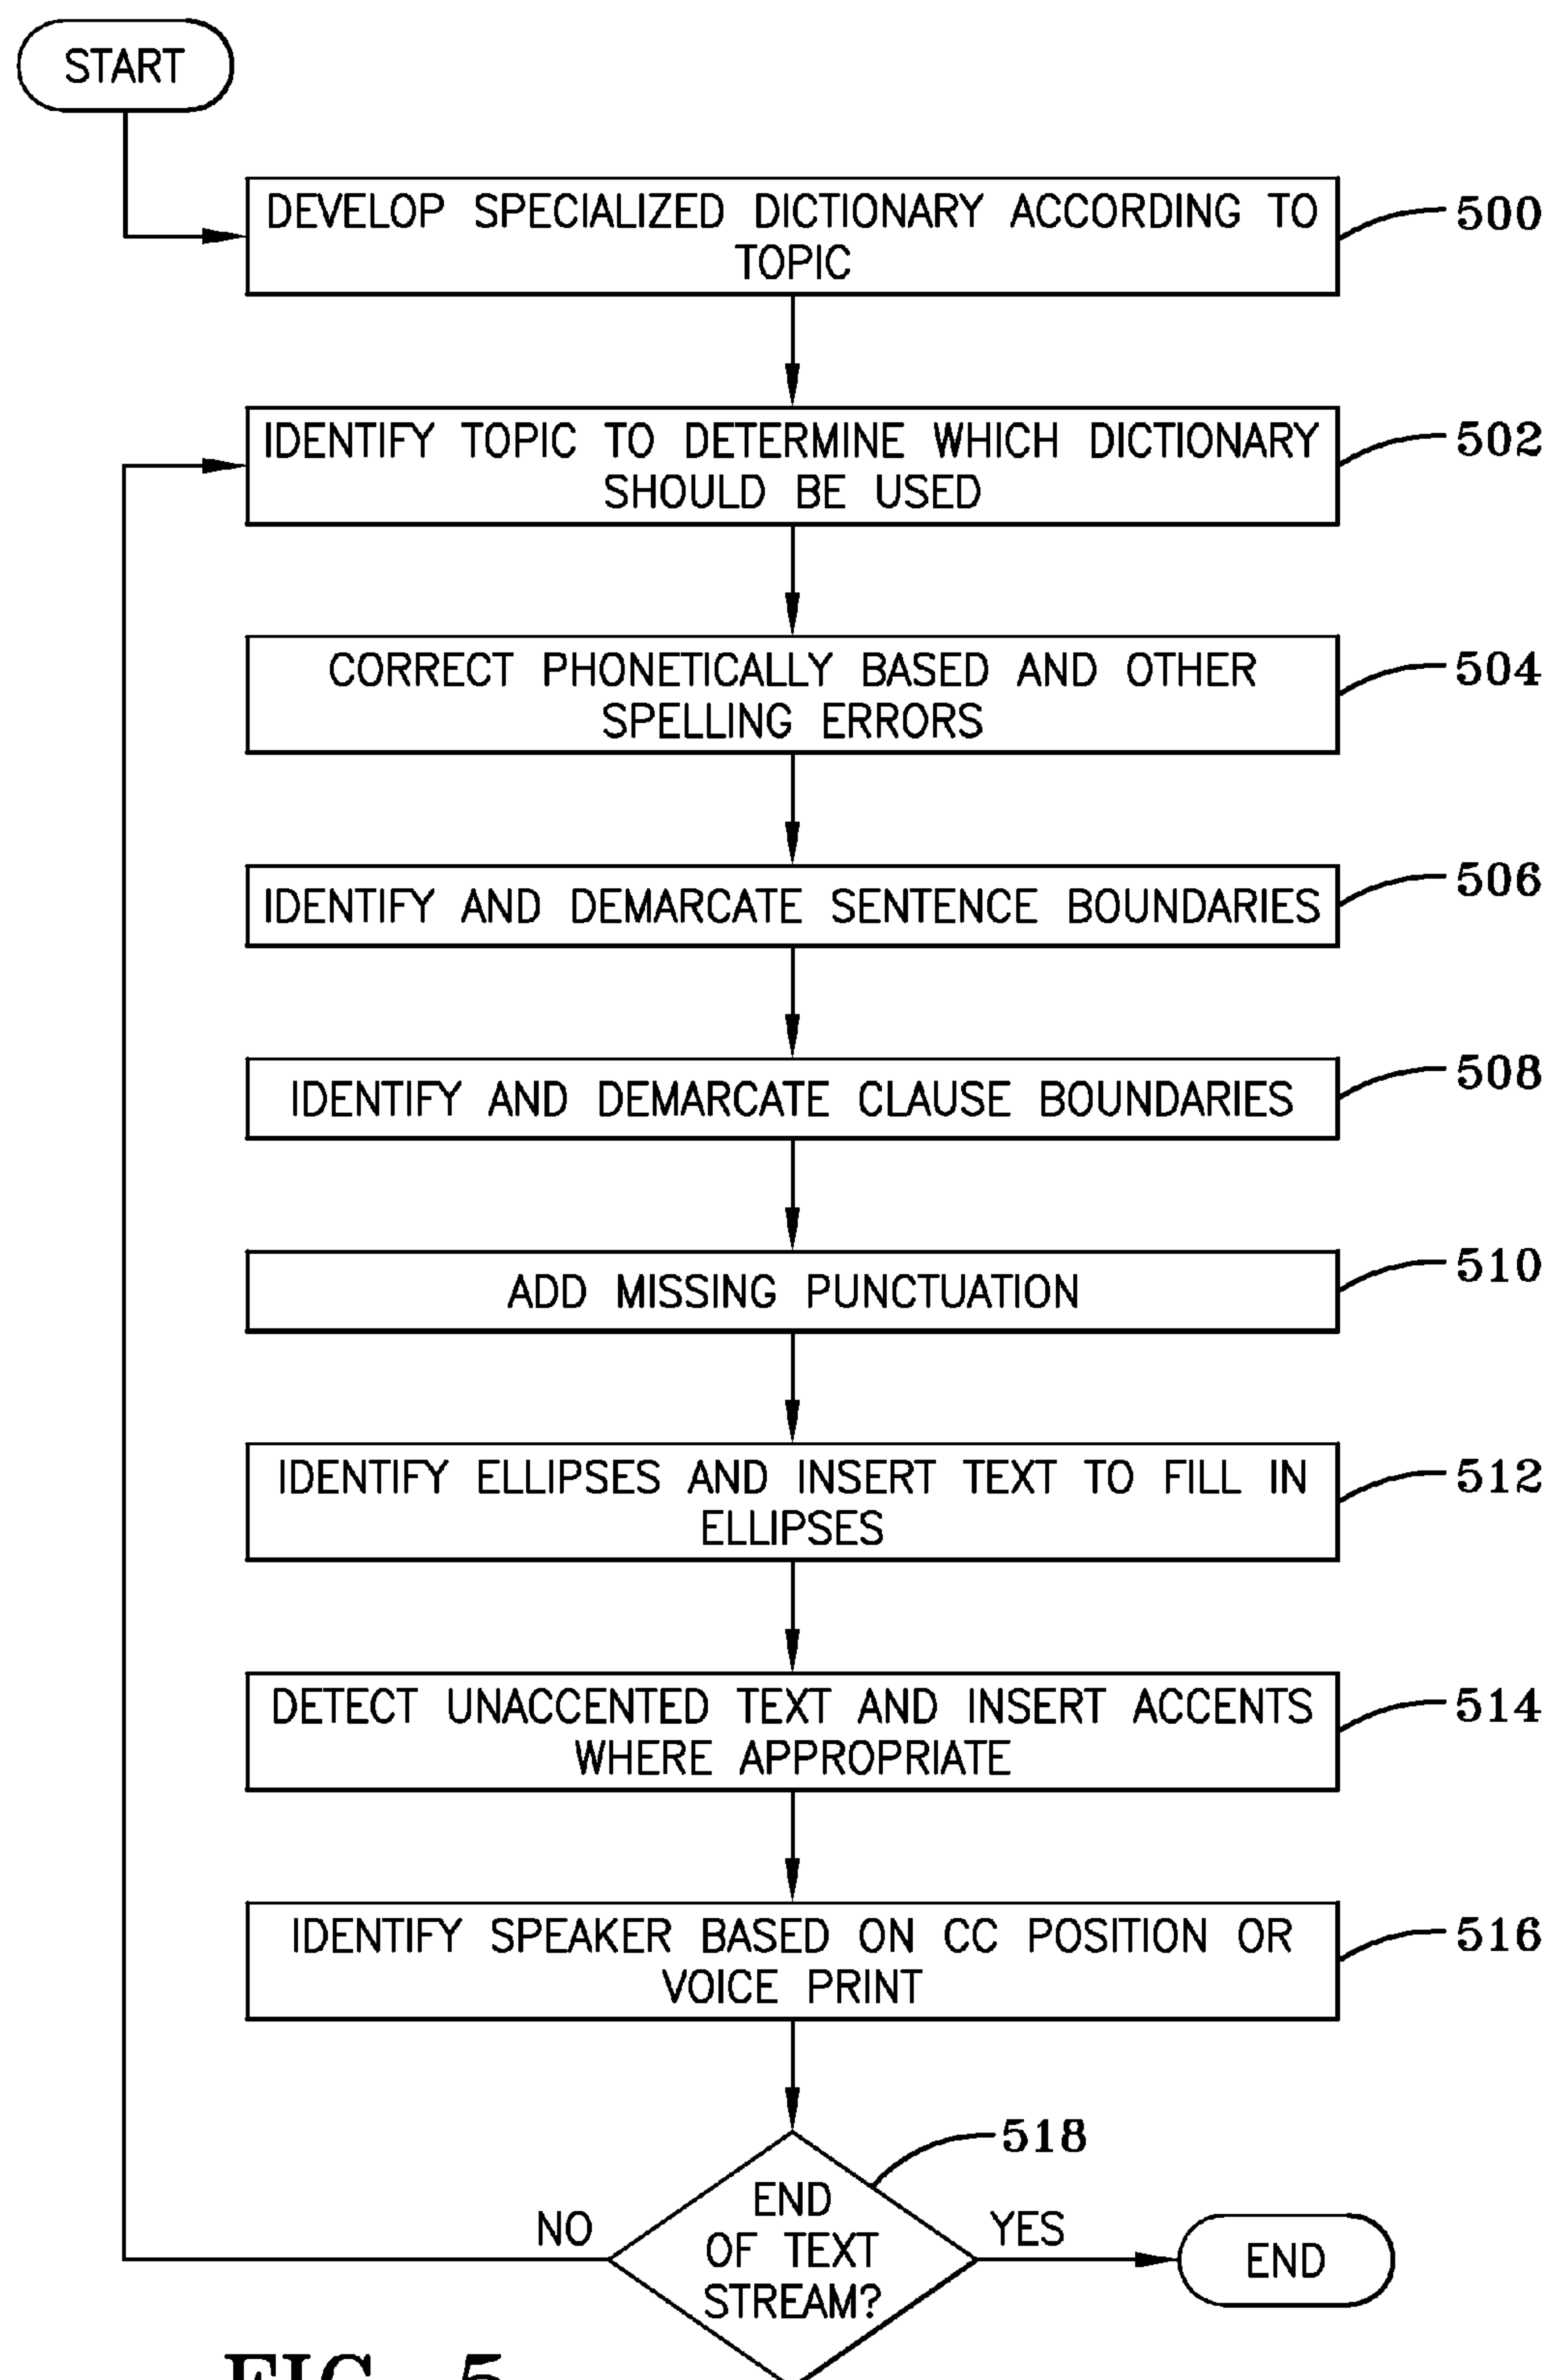 START
DEVELOP SPECIALIZED DICTIONARY ACCORDING TO
TOPIC
500
IDENTIFY TOPIC TO DETERMINE WHICH DICTIONARY
SHOULD BE USED
502
CORRECT PHONETICALLY BASED AND OTHER
SPELLING ERRORS
504
IDENTIFY AND DEMARCATE SENTENCE BOUNDARIES
506
IDENTIFY AND DEMARCATE CLAUSE BOUNDARIES
508
ADD MISSING PUNCTUATION
510
IDENTIFY ELLIPSES AND INSERT TEXT TO FILL IN
ELLIPSES
512
DETECT UNACCENTED TEXT AND INSERT ACCENTS
WHERE APPROPRIATE
514
IDENTIFY SPEAKER BASED ON CC POSITION OR
VOICE PRINT
516
518
END
OF TEXT
STREAM?
NO
YES
END
FIG. 5